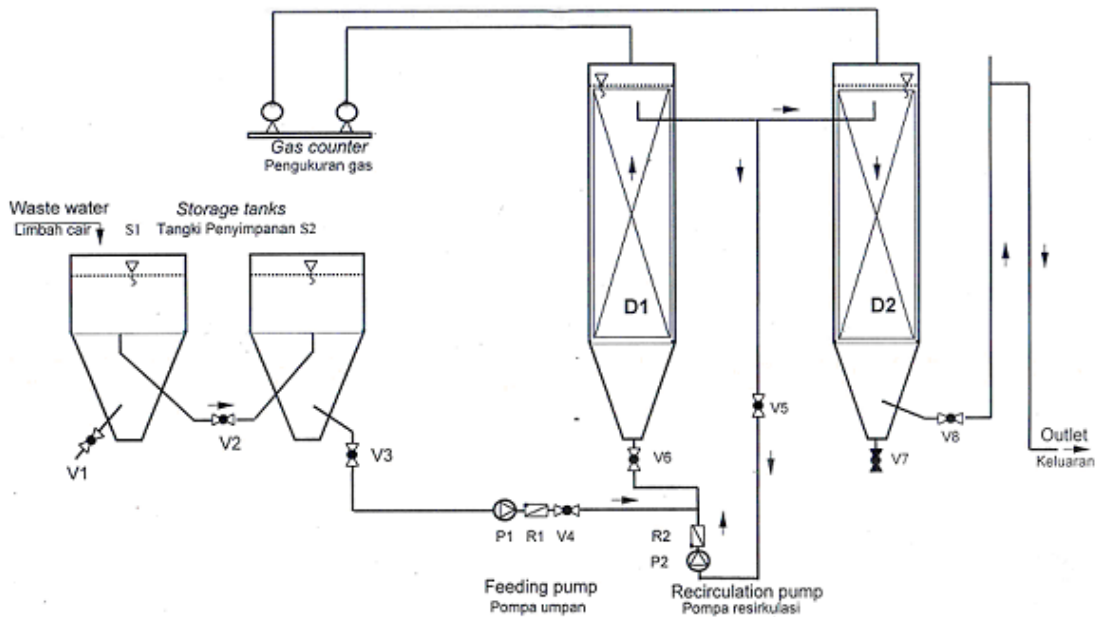 Gas counter
Pengukuran gas
Waste water
Limbah cair
S1
Storage tanks
Tangki Penyimpanan S2
D1
D2
V1
V2
V3
V5
V6
V7
V8
Outlet
Keluaran
P1
R1
V4
R2
P2
Feeding pump
Pompa umpan
Recirculation pump
Pompa resirkulasi